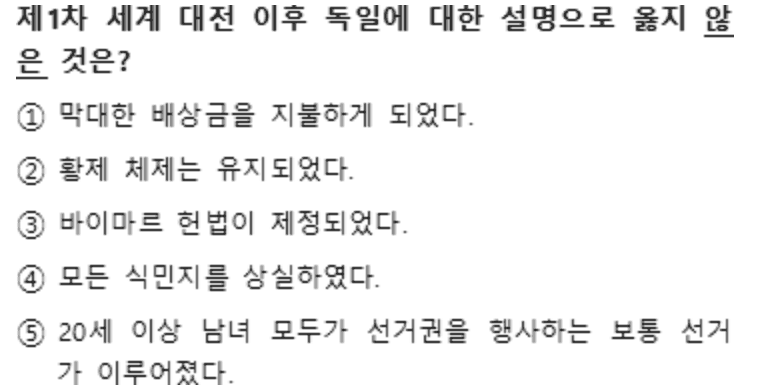 제1차 세계 대전 이후 독일에 대한 설명으로 옳지 않
은 것은?
① 막대한 배상금을 지불하게 되었다.
② 황제 체제는 유지되었다.
③ 바이마르 헌법이 제정되었다.
④ 모든 식민지를 상실하였다.
⑤ 20세 이상 남녀 모두가 선거권을 행사하는 보통 선거
가 이루어졌다.